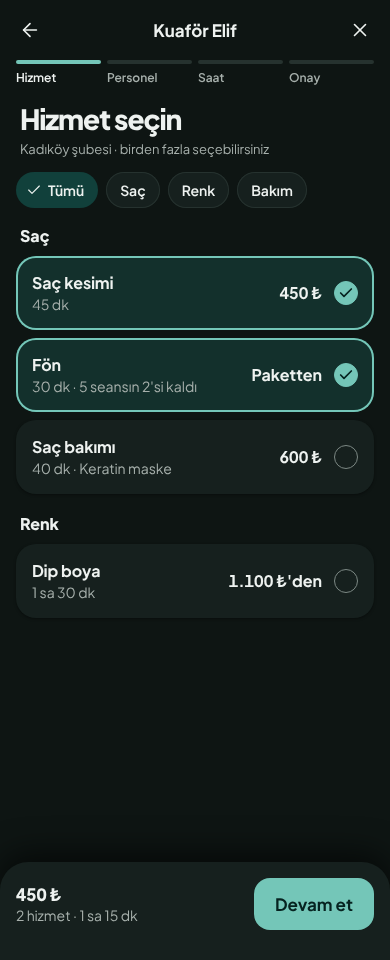 Kuaför Elif
Hizmet
Personel
Saat
Onay
Hizmet seçin
Kadıköy şubesi · birden fazla seçebilirsiniz
Tümü
Saç
Renk
Bakım
Saç
Saç kesimi
45 dk
450 ₺
Fön
30 dk · 5 seansın 2'si kaldı
Paketten
Saç bakımı
40 dk · Keratin maske
600 ₺
Renk
Dip boya
1 sa 30 dk
1.100 ₺'den
450 ₺
2 hizmet · 1 sa 15 dk
Devam et